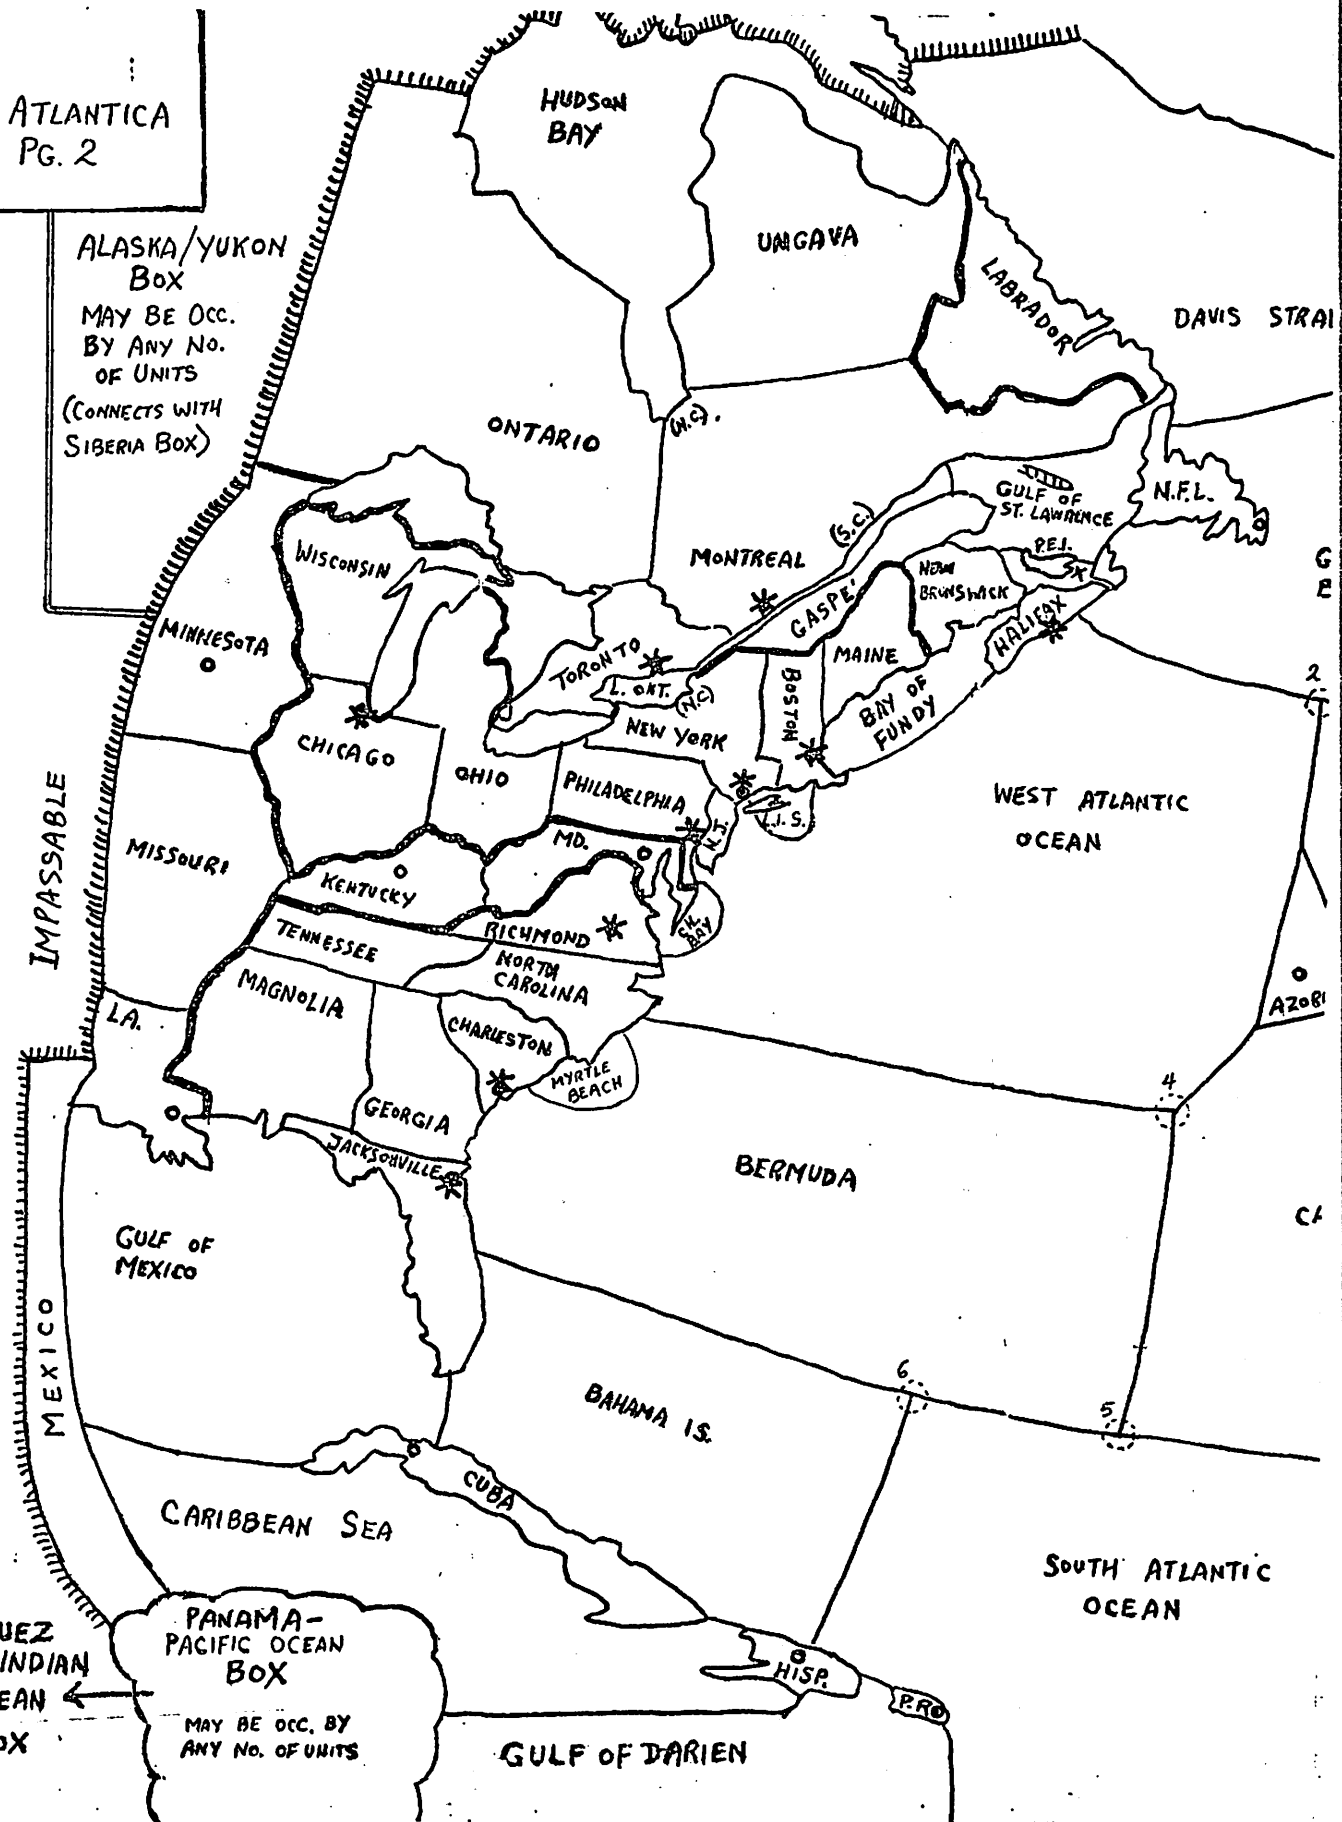 ATLANTICA
PG. 2
ALASKA/YUKON
BOX
MAY BE OCC.
BY ANY NO.
OF UNITS
(CONNECTS WITH
SIBERIA BOX)
HUDSON
BAY
UNGAVA
LABRADOR
DAVIS STRAI
ONTARIO
(N.C.)
(S.C.)
GULF OF
ST. LAWRENCE
N.F.L.
MONTREAL
P.E.I.
G
E
WISCONSIN
NEW
BRUNSWICK
GASPE'
HALIFAX
MINNESOTA
TORONTO
MAINE
L. ONT.
(N.C)
BOSTON
BAY OF
FUNDY
2
NEW YORK
CHICAGO
OHIO
PHILADELPHIA
WEST ATLANTIC
OCEAN
N.J.
L.I.S.
IMPASSABLE
MISSOURI
MD.
KENTUCKY
RICHMOND
CH.
BAY
TENNESSEE
NORTH
CAROLINA
MAGNOLIA
AZOR
LA.
CHARLESTON
MYRTLE
BEACH
4
GEORGIA
JACKSONVILLE
BERMUDA
GULF OF
MEXICO
MEXICO
6
5
BAHAMA IS.
CUBA
CARIBBEAN SEA
SOUTH ATLANTIC
OCEAN
UEZ
INDIAN
EAN
OX
PANAMA-
PACIFIC OCEAN
BOX
MAY BE OCC. BY
ANY NO. OF UNITS
HISP.
P.R.
GULF OF DARIEN